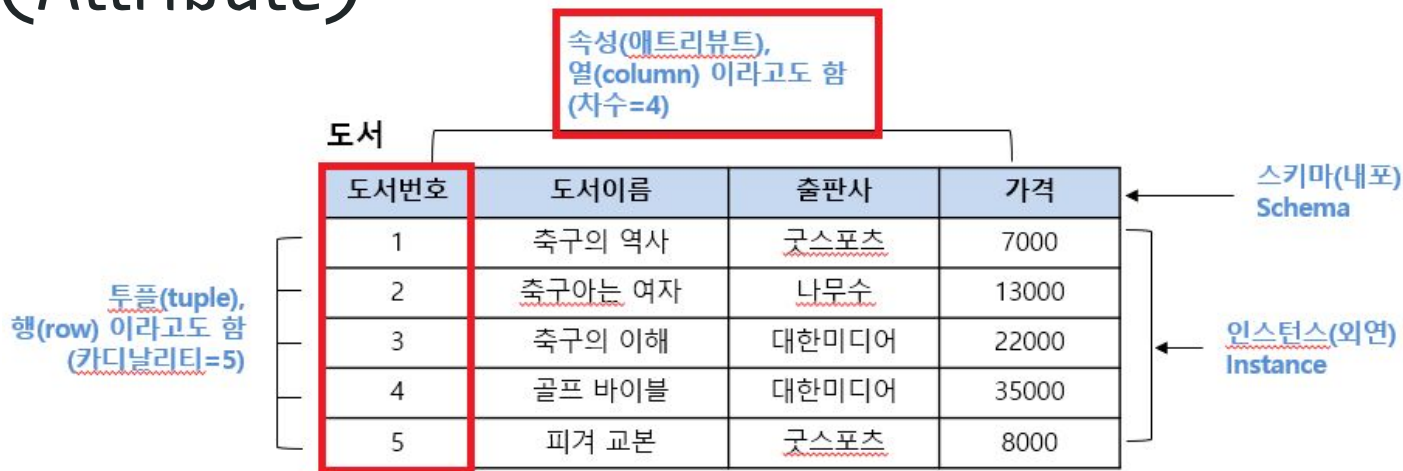 (Attribute)
속성(애트리뷰트),
열(column) 이라고도 함
(차수=4)
도서
도서번호 도서이름 출판사 가격
스키마(내포)
Schema
1 축구의 역사 굿스포츠 7000
2 축구아는 여자 나무수 13000
3 축구의 이해 대한미디어 22000
4 골프 바이블 대한미디어 35000
5 피겨 교본 굿스포츠 8000
투플(tuple),
행(row) 이라고도 함
(카디날리티=5)
인스턴스(외연)
Instance